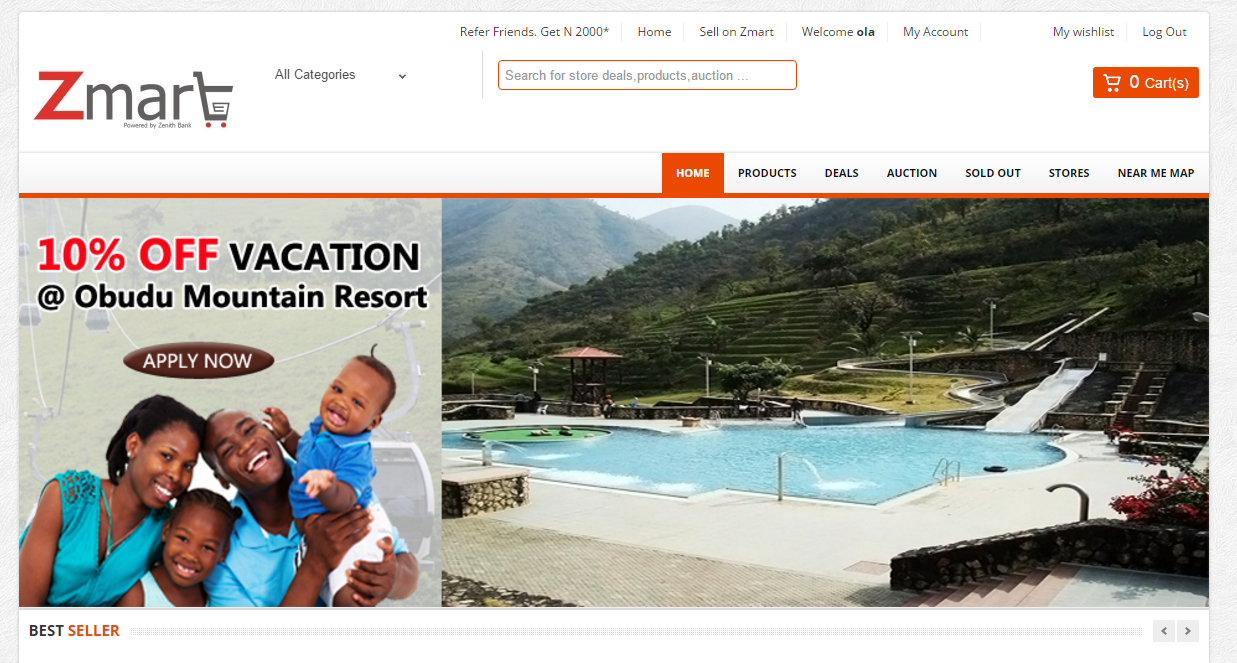 Refer Friends. Get N 2000*
Home
Sell on Zmart
Welcome ola
My Account
My wishlist
Log Out
Zmart
Powered by Zenith Bank
All Categories
Search for store deals,products,auction ...
0 Cart(s)
HOME
PRODUCTS
DEALS
AUCTION
SOLD OUT
STORES
NEAR ME MAP
10% OFF VACATION
@ Obudu Mountain Resort
APPLY NOW
BEST SELLER